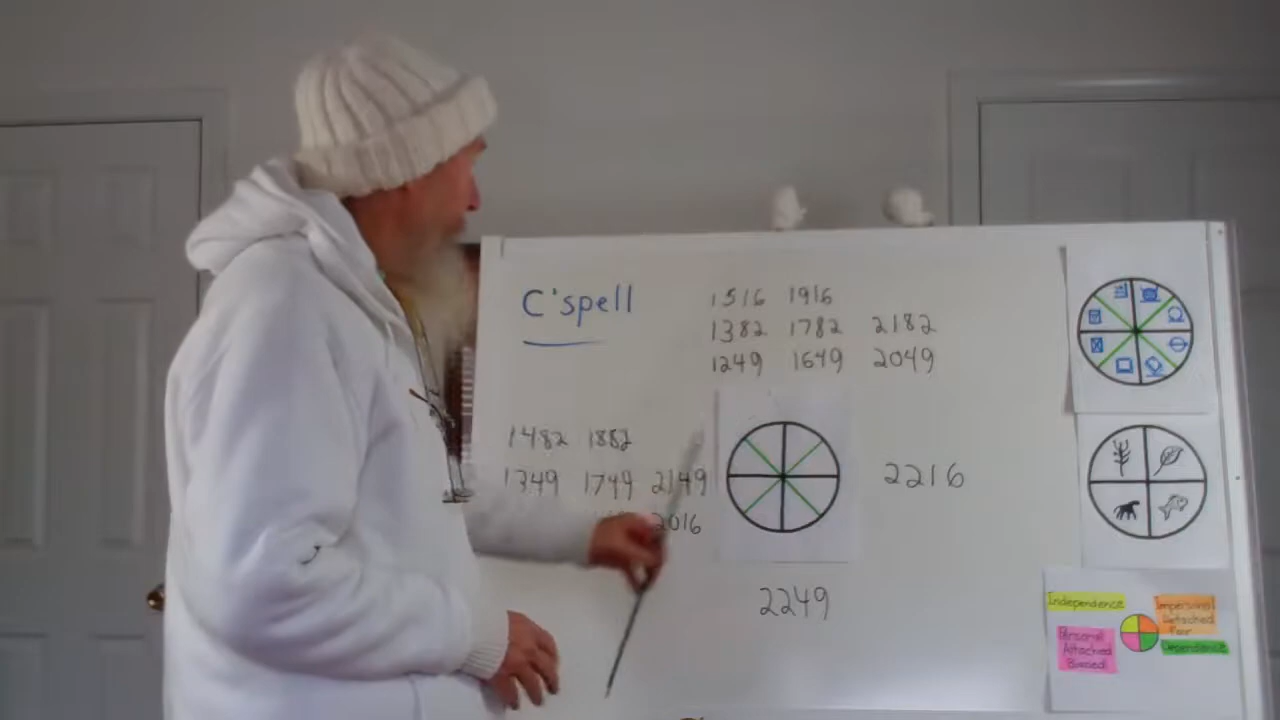 C'spell
1516 1916
1382 1782 2182
1249 1649 2049
1482 1882
1349 1749 2149
2016
2216
2249
Independence
Impersonal
Detached
Fair
Dependence
Personal
Attached
Biased!